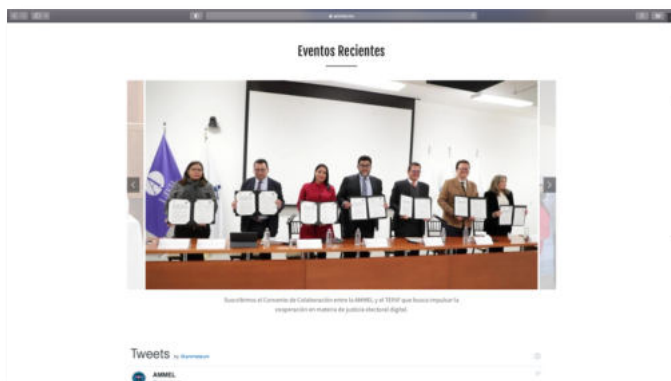 Eventos Recientes
Suscribimos el Convenio de Colaboración entre la AMMEL y el TEPJF que busca impulsar la
cooperación en materia de justicia electoral digital.
Tweets by
AMMEL